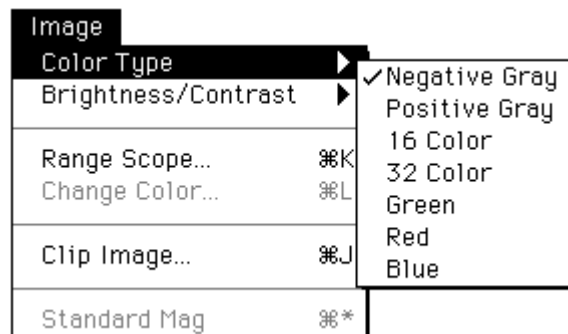 Image
Color Type
Brightness/Contrast
Range Scope... ⌘K
Change Color... ⌘L
Clip Image... ⌘J
Standard Mag ⌘*
✓Negative Gray
Positive Gray
16 Color
32 Color
Green
Red
Blue